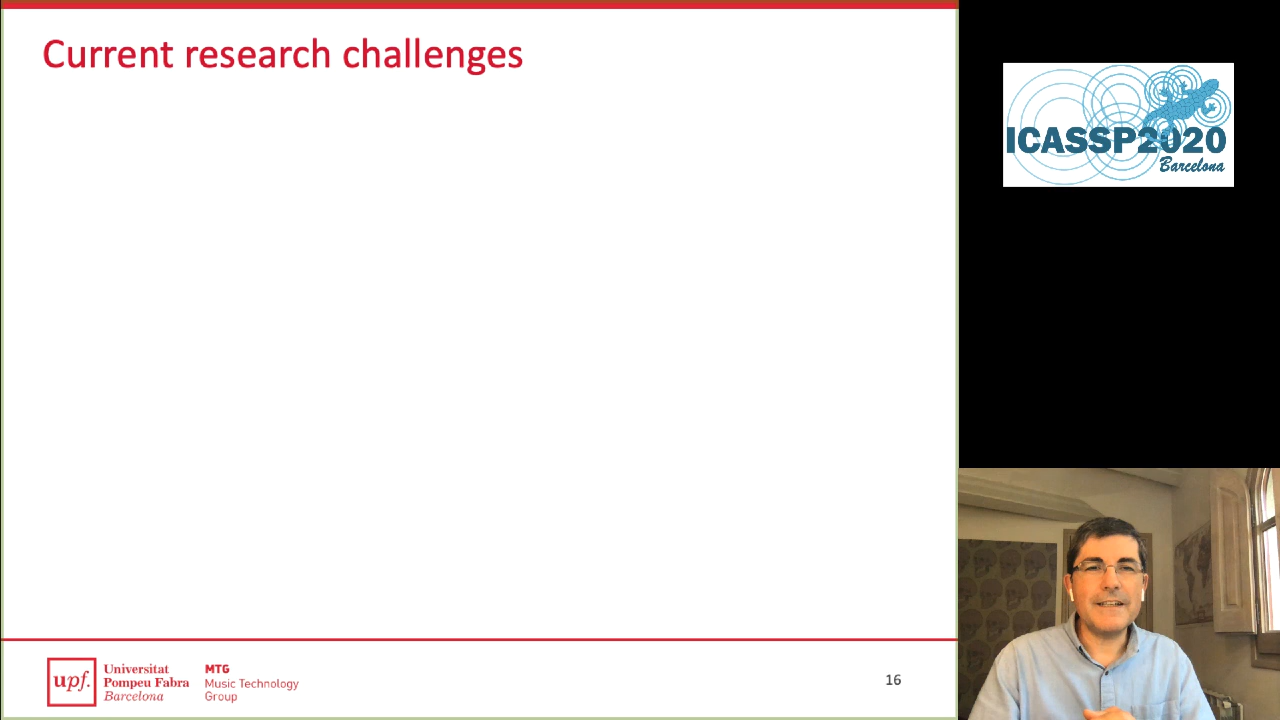 Current research challenges
ICASSP2020
Barcelona
upf.
Universitat
Pompeu Fabra
Barcelona
MTG
Music Technology
Group
16